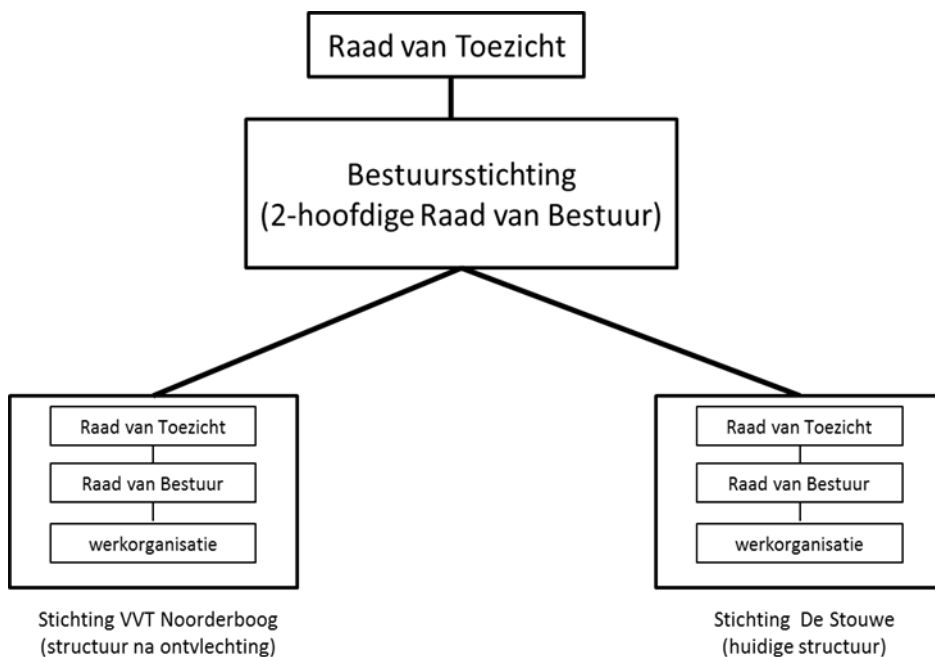 Raad van Toezicht
Bestuursstichting
(2-hoofdige Raad van Bestuur)
Raad van Toezicht
Raad van Bestuur
werkorganisatie
Stichting VVT Noorderboog
(structuur na ontvlechting)
Raad van Toezicht
Raad van Bestuur
werkorganisatie
Stichting De Stouwe
(huidige structuur)